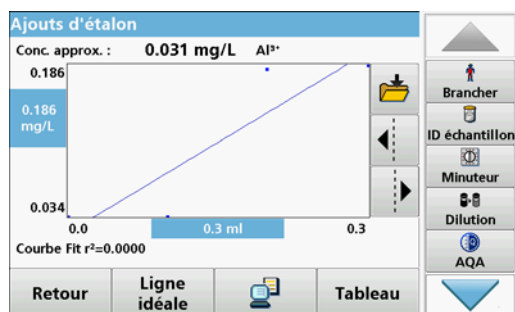 Ajouts d'étalon
Conc. approx. : 0.031 mg/L Al³⁺
0.186
0.186
mg/L
0.034
0.0 0.3 ml 0.3
Courbe Fit r²=0.0000
Retour
Ligne
idéale
Tableau
Brancher
ID échantillon
Minuteur
Dilution
AQA